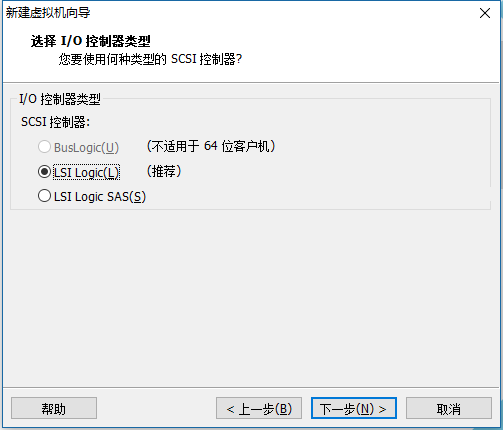 新建虚拟机向导
选择 I/O 控制器类型
您要使用何种类型的 SCSI 控制器?
I/O 控制器类型
SCSI 控制器:
BusLogic(U) (不适用于 64 位客户机)
LSI Logic(L) (推荐)
LSI Logic SAS(S)
帮助 < 上一步(B) 下一步(N) > 取消